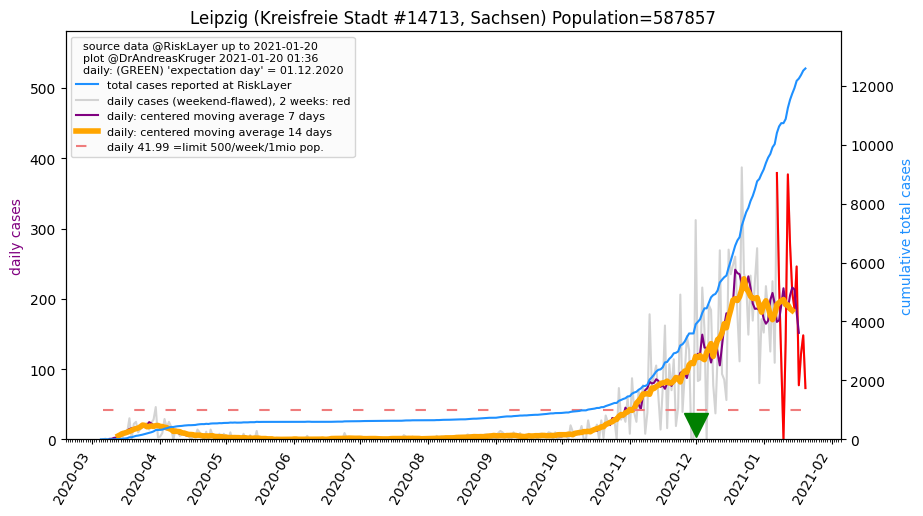 Leipzig (Kreisfreie Stadt #14713, Sachsen) Population=587857
source data @RiskLayer up to 2021-01-20
plot @DrAndreasKruger 2021-01-20 01:36
daily: (GREEN) 'expectation day' = 01.12.2020
total cases reported at RiskLayer
daily cases (weekend-flawed), 2 weeks: red
daily: centered moving average 7 days
daily: centered moving average 14 days
daily 41.99 =limit 500/week/1mio pop.
daily cases
500
400
300
200
100
0
cumulative total cases
12000
10000
8000
6000
4000
2000
0
2020-03
2020-04
2020-05
2020-06
2020-07
2020-08
2020-09
2020-10
2020-11
2020-12
2021-01
2021-02